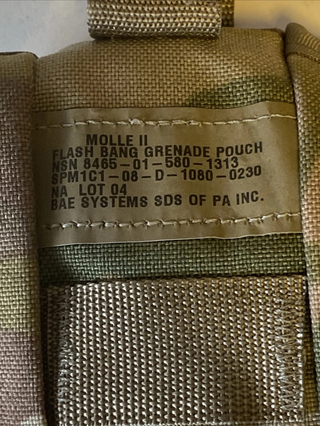 MOLLE II
FLASH BANG GRENADE POUCH
NSN 8465-01-580-1313
SPM1C1-08-D-1080-0230
NA LOT 04
BAE SYSTEMS SDS OF PA INC.